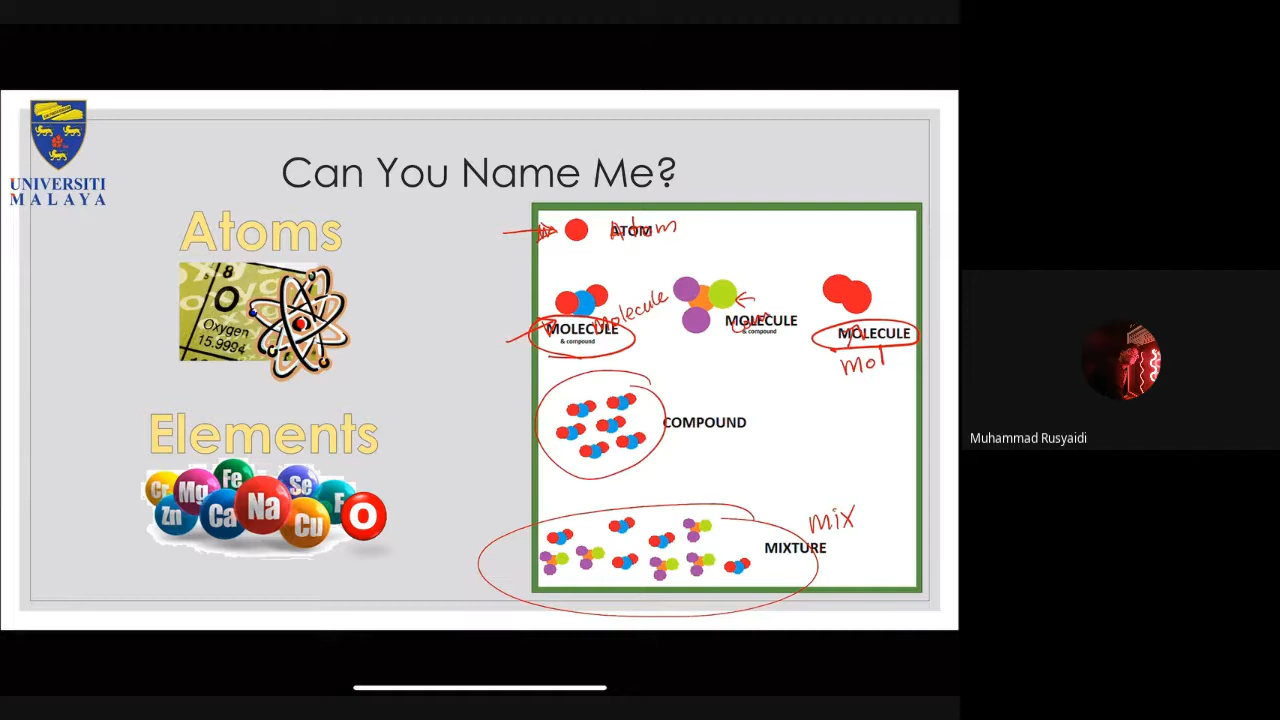 UNIVERSITI
MALAYA
Can You Name Me?
Atoms
8
O
Oxygen
15.9994
Elements
Cr
Mg
Fe
Se
Zn
Ca
Na
Cu
F
O
ATOM
Atom
MOLECULE
& compound
Molecule
MOLECULE
& compound
Com
MOLECULE
Mol
COMPOUND
MIXTURE
Mix
Muhammad Rusyaidi